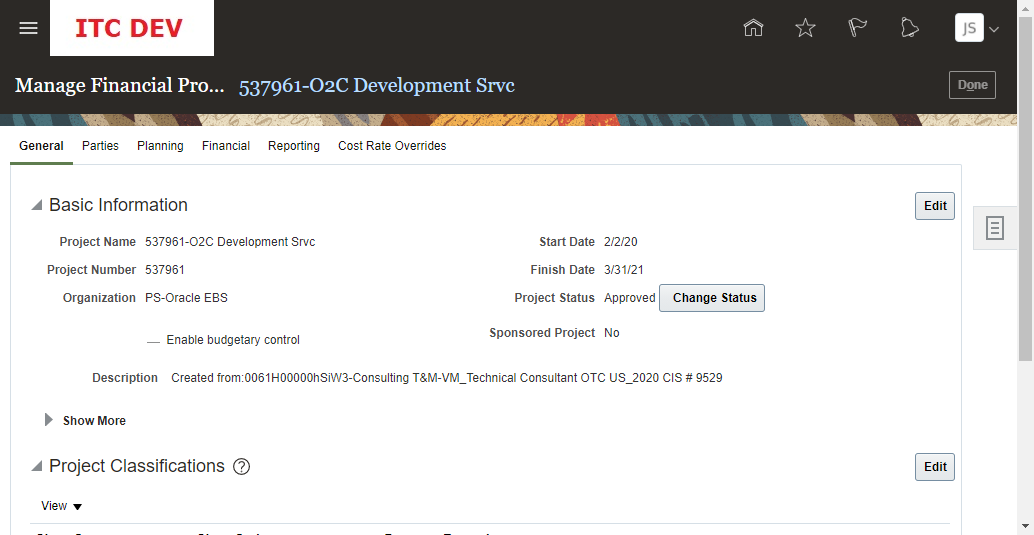 ITC DEV
JS
Manage Financial Pro... 537961-O2C Development Srvc
Done
General Parties Planning Financial Reporting Cost Rate Overrides
Basic Information
Edit
Project Name 537961-O2C Development Srvc
Start Date 2/2/20
Project Number 537961
Finish Date 3/31/21
Organization PS-Oracle EBS
Project Status Approved Change Status
Sponsored Project No
Enable budgetary control
Description Created from:0061H00000hSiW3-Consulting T&M-VM_Technical Consultant OTC US_2020 CIS # 9529
Show More
Project Classifications ?
Edit
View